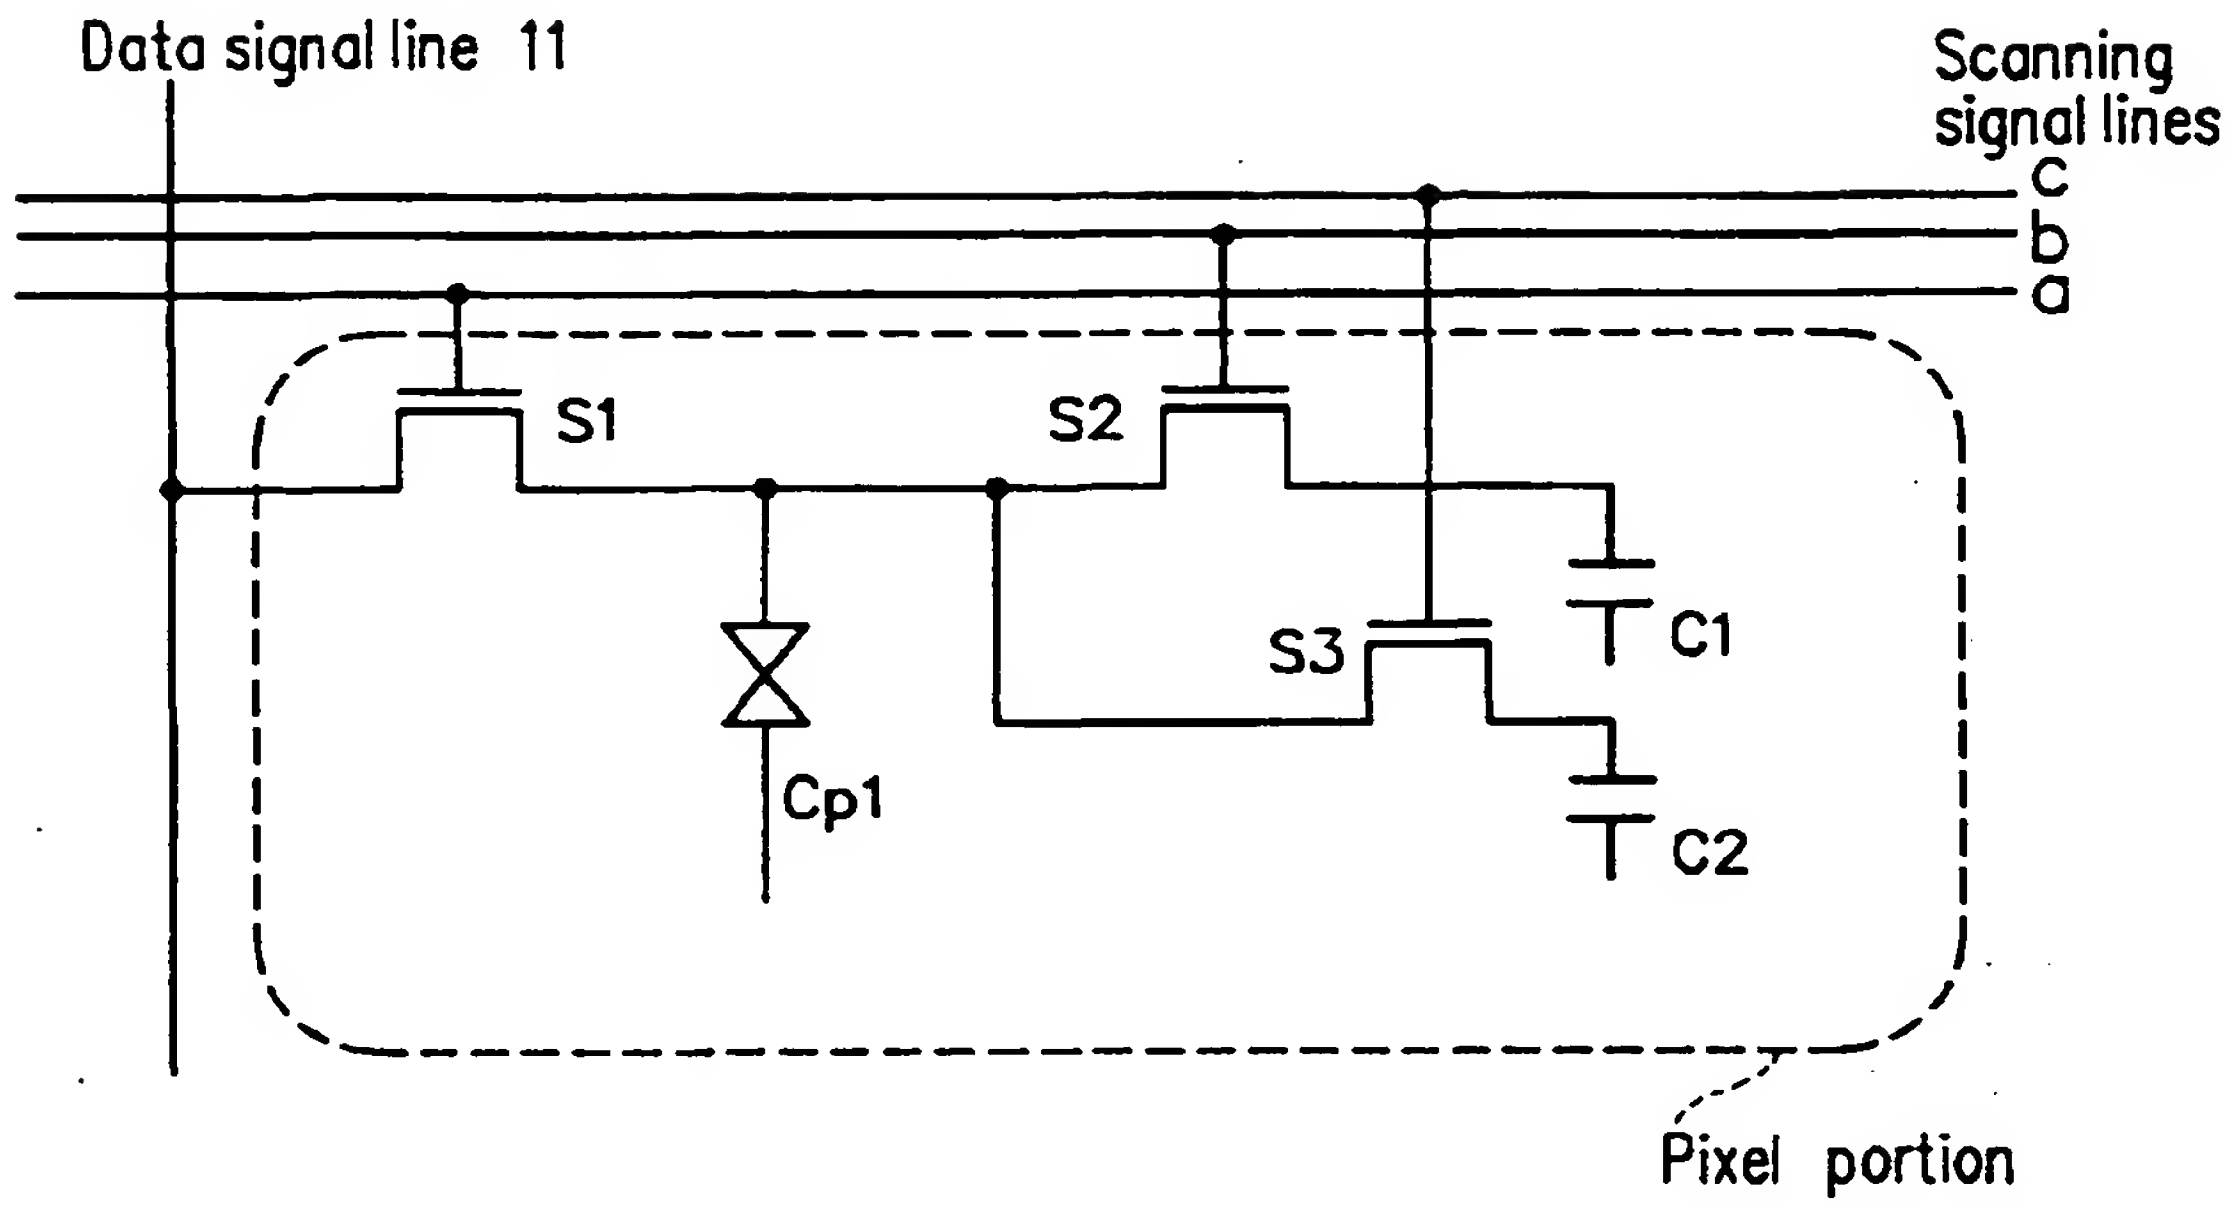 Data signal line 11
Scanning
signal lines
c
b
a
S1
S2
S3
C1
Cp1
C2
Pixel portion